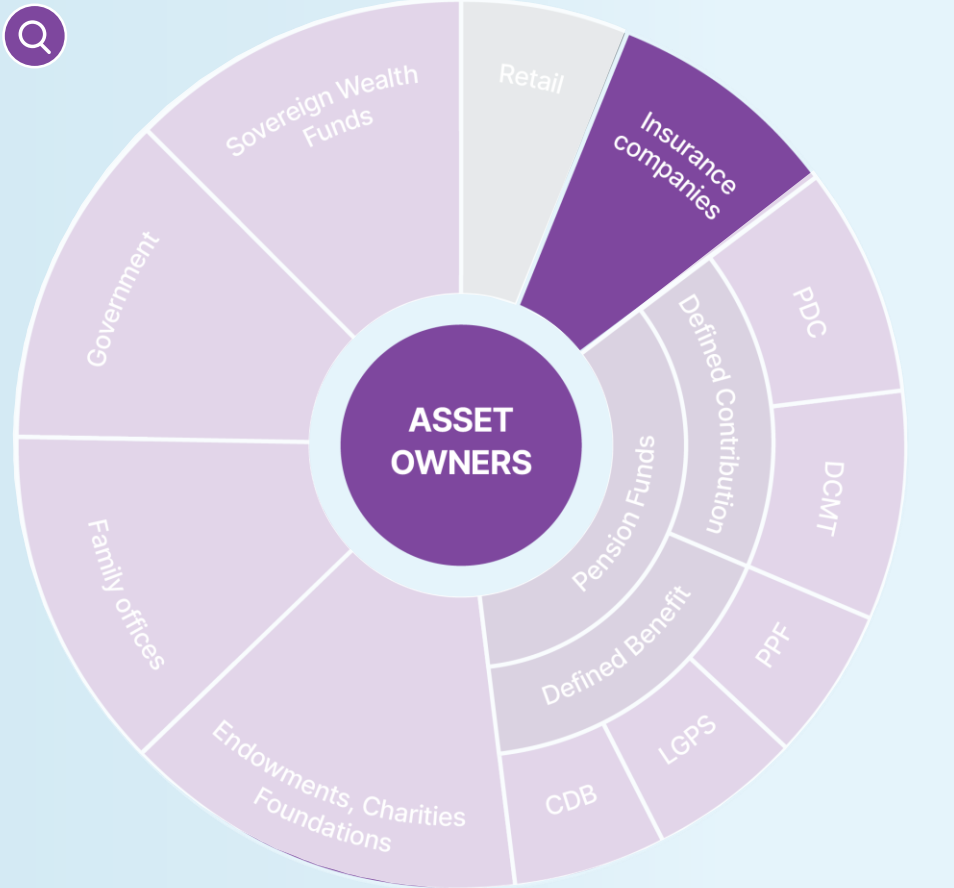 Sovereign Wealth
Funds
Retail
Insurance
companies
Government
PDC
Defined Contribution
ASSET
OWNERS
Pension Funds
DCMT
Family offices
Defined Benefit
PPF
LGPS
CDB
Endowments, Charities
Foundations